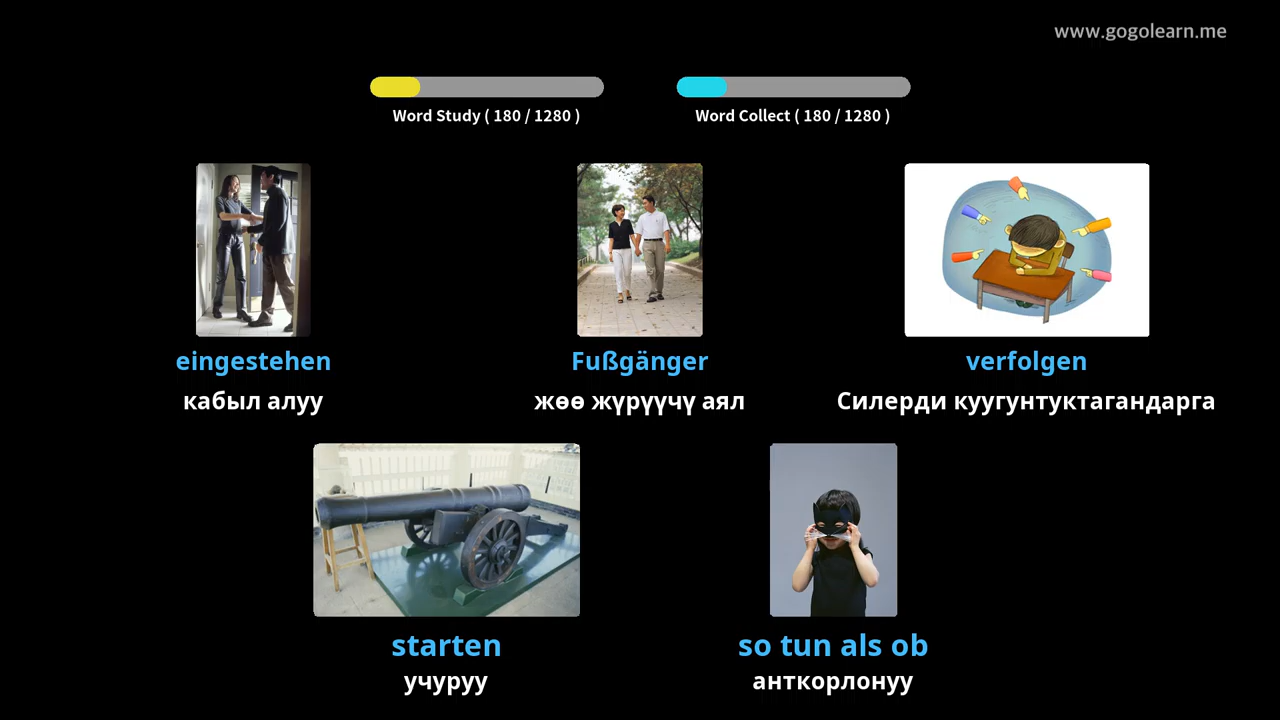 www.gogolearn.me
Word Study ( 180 / 1280 )
Word Collect ( 180 / 1280 )
eingestehen
кабыл алуу
Fußgänger
жөө жүрүүчү аял
verfolgen
Силерди куугунтуктагандарга
starten
учуруу
so tun als ob
анткорлонуу